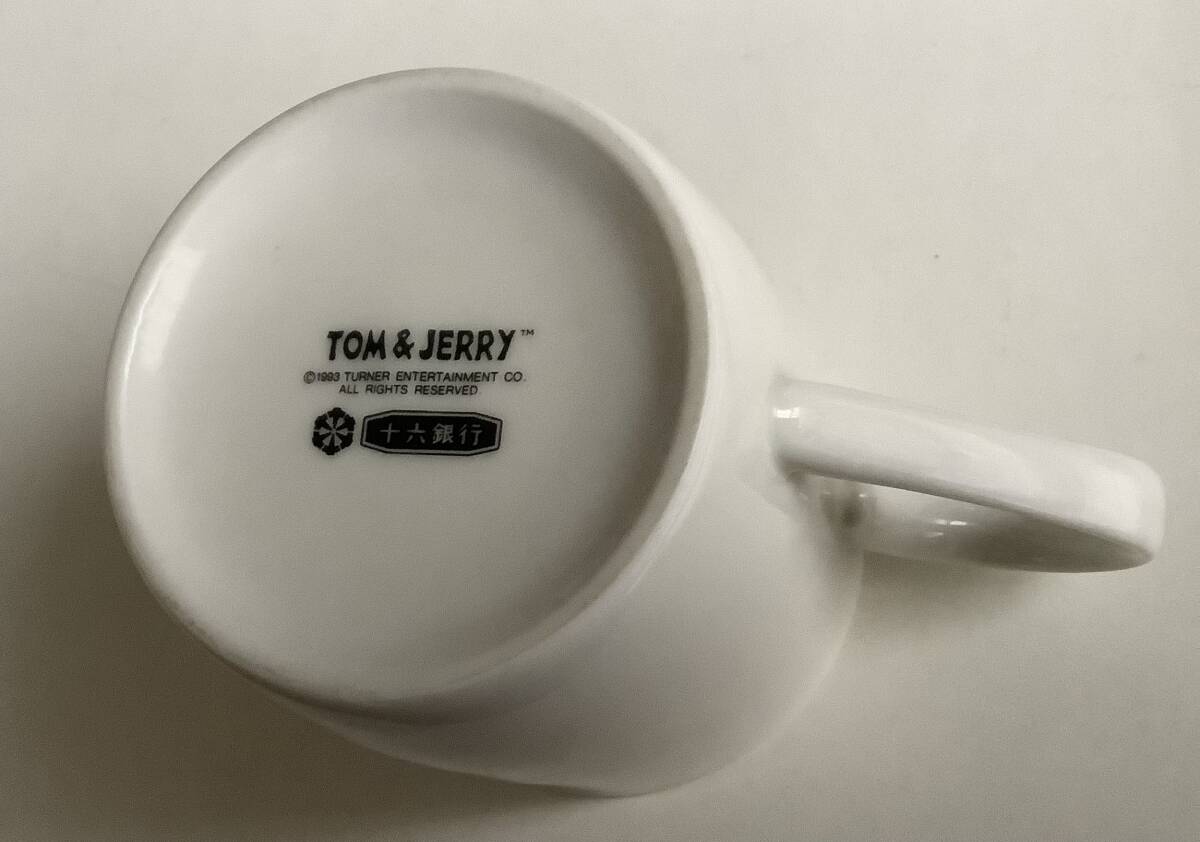 TOM & JERRY™
©1993 TURNER ENTERTAINMENT CO.
ALL RIGHTS RESERVED
十六銀行